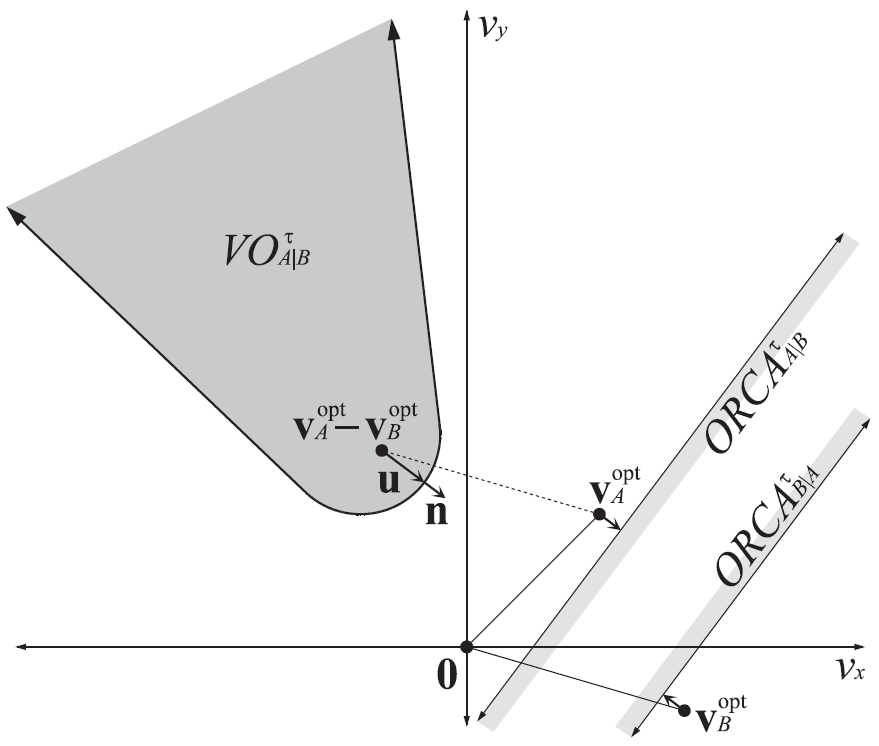 v_y
VO^τ_{A|B}
v_A^opt − v_B^opt
u
n
v_A^opt
ORCA^τ_{A|B}
ORCA^τ_{B|A}
0
v_x
v_B^opt